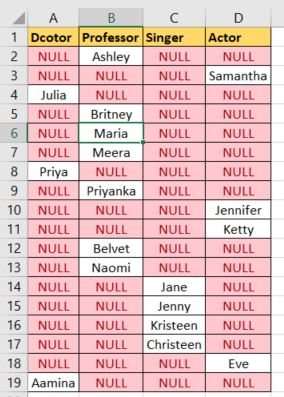 A B C D
1 Dcotor Professor Singer Actor
2 NULL Ashley NULL NULL
3 NULL NULL NULL Samantha
4 Julia NULL NULL NULL
5 NULL Britney NULL NULL
6 NULL Maria NULL NULL
7 NULL Meera NULL NULL
8 Priya NULL NULL NULL
9 NULL Priyanka NULL NULL
10 NULL NULL NULL Jennifer
11 NULL NULL NULL Ketty
12 NULL Belvet NULL NULL
13 NULL Naomi NULL NULL
14 NULL NULL Jane NULL
15 NULL NULL Jenny NULL
16 NULL NULL Kristeen NULL
17 NULL NULL Christeen NULL
18 NULL NULL NULL Eve
19 Aamina NULL NULL NULL